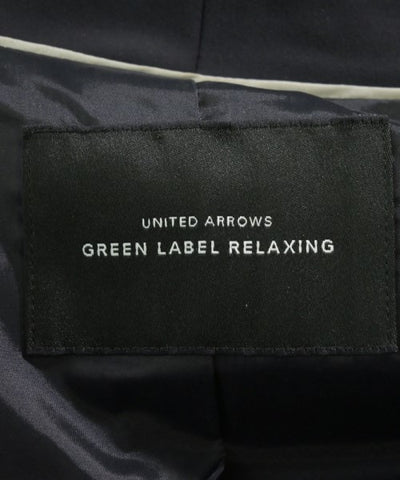 UNITED ARROWS
GREEN LABEL RELAXING